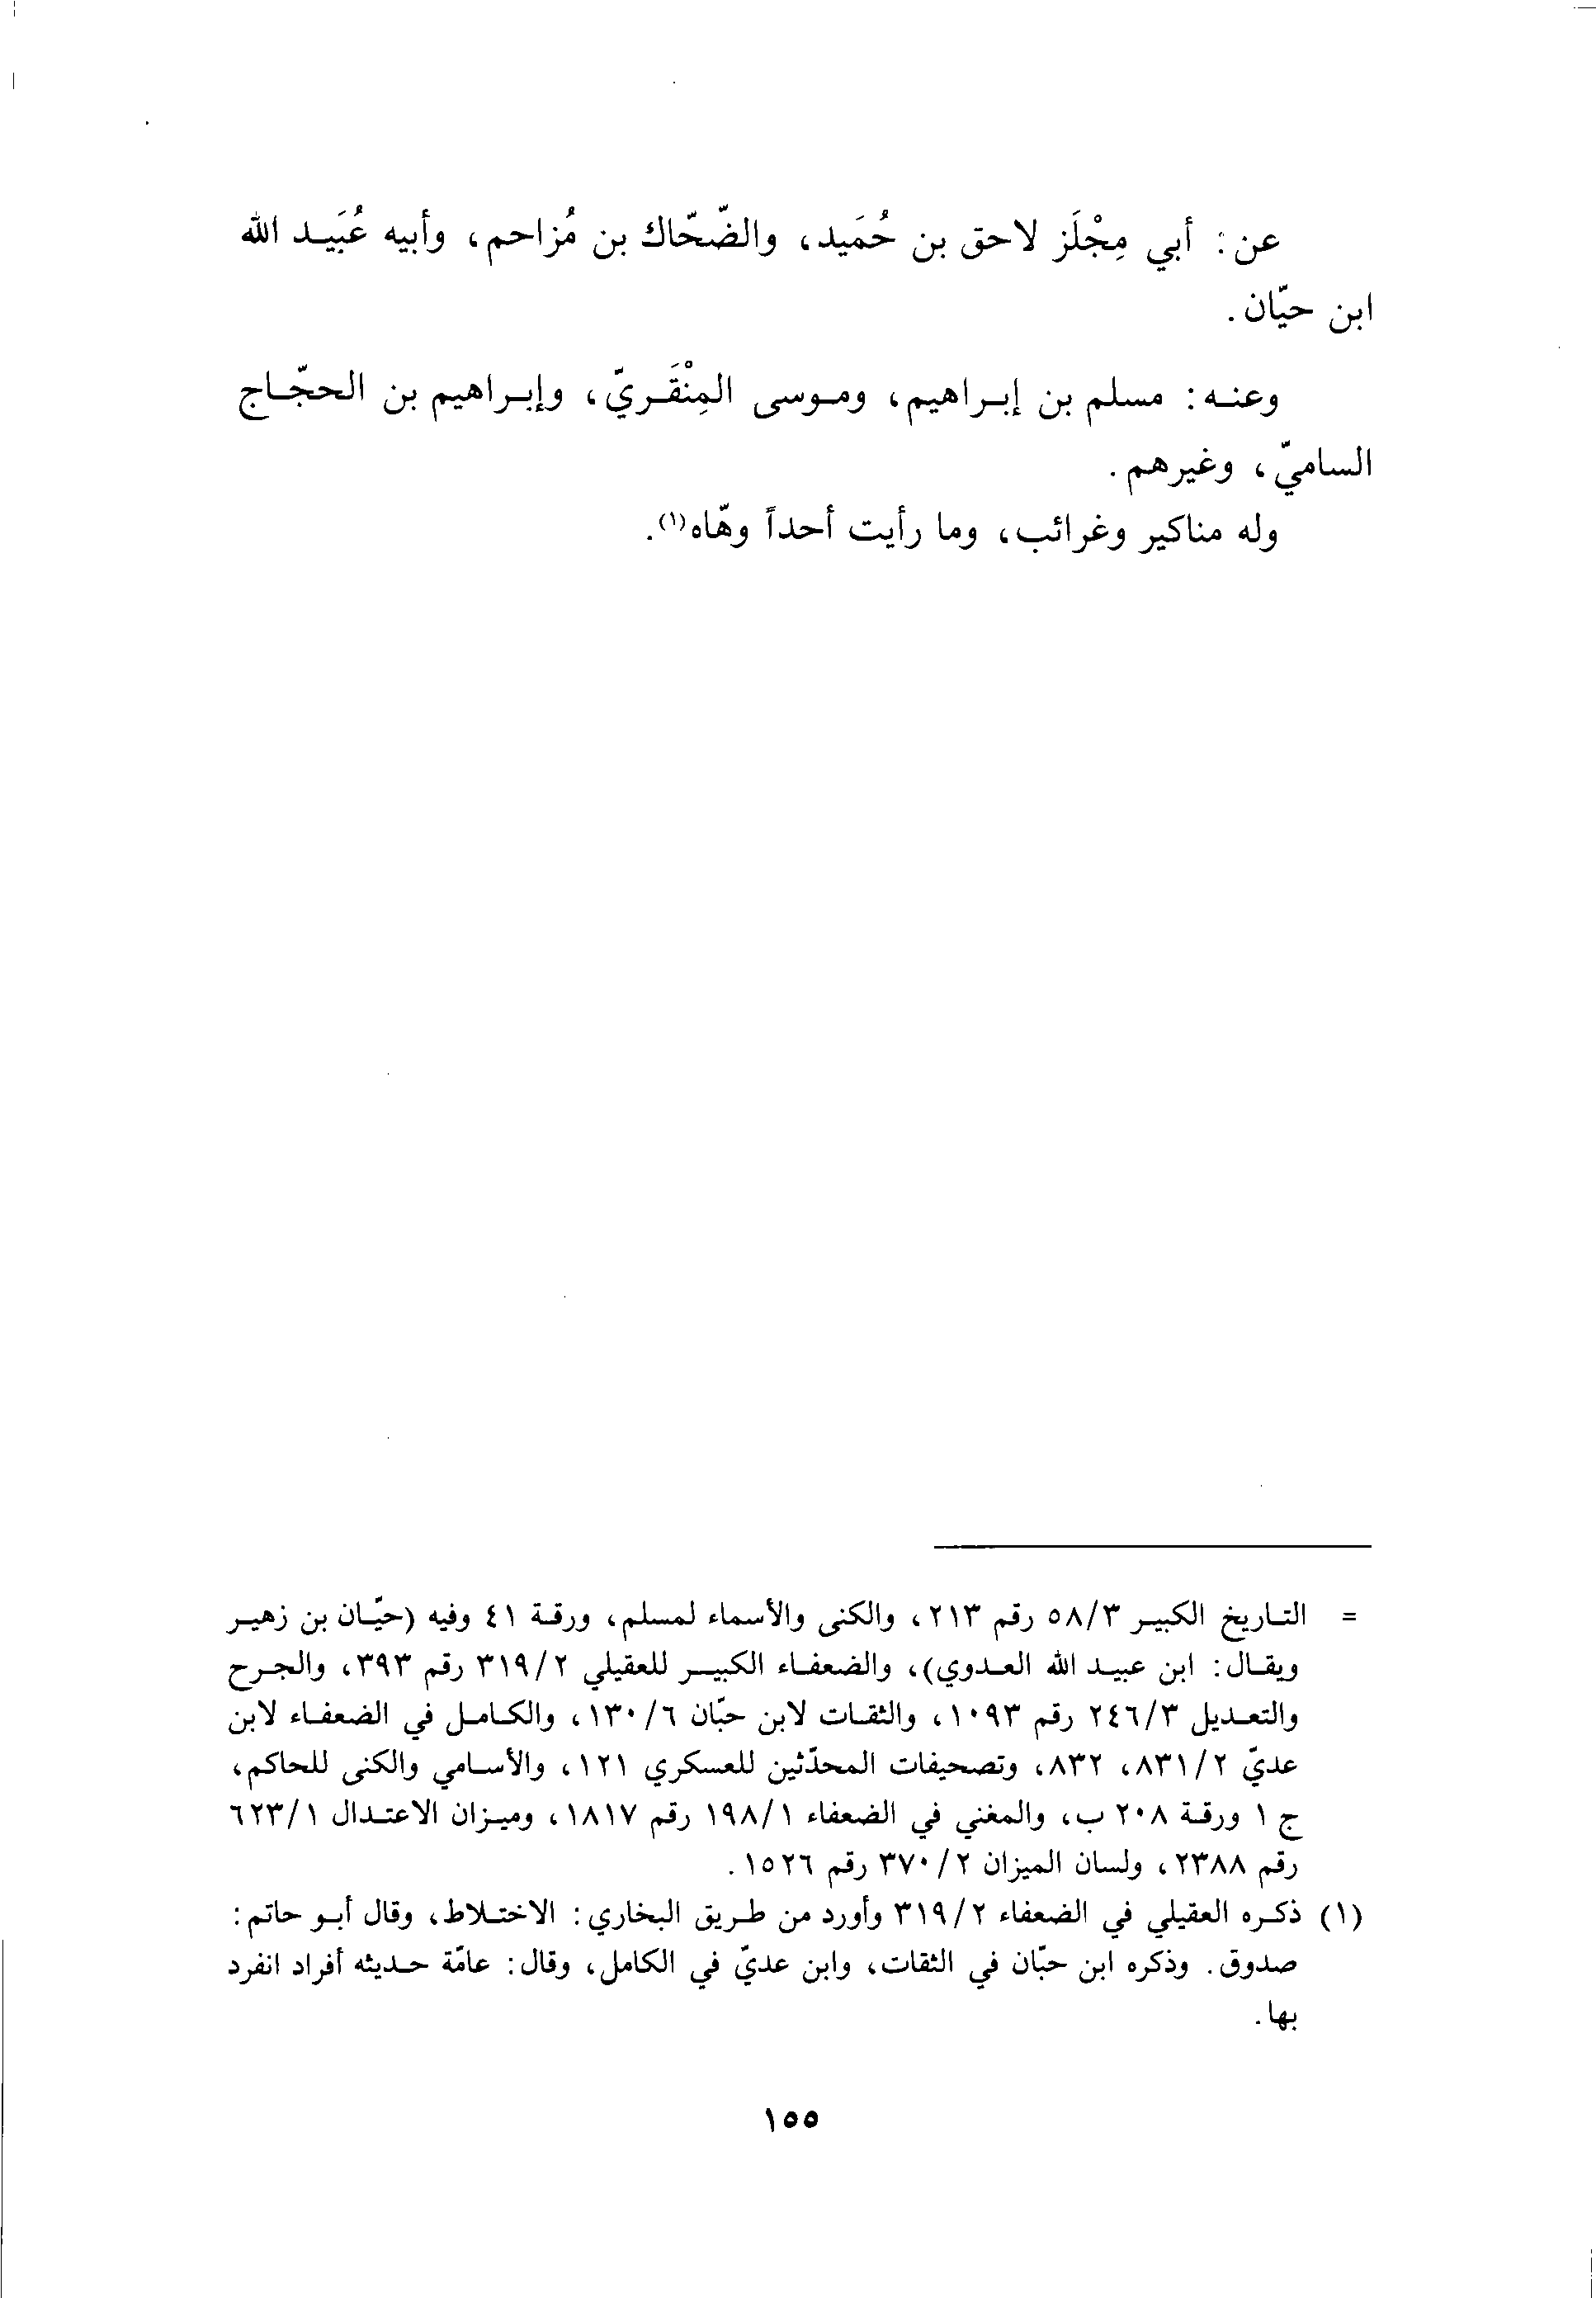 عن: أبي مِجْلَز لاحق بن حُمَيد، والضّحّاك بن مُزاحم، وأبيه عُبَيد الله
ابن حيّان.
وعنه: مسلم بن إبراهيم، وموسى المِنْقَريّ، وإبراهيم بن الحجّاج
الساميّ، وغيرهم.
وله مناكير وغرائب، وما رأيت أحداً وهّاه(١).
= التاريخ الكبير ٥٨/٣ رقم ٢١٣، والكنى والأسماء لمسلم، ورقة ٤١ وفيه (حيّان بن زهير
ويقال: ابن عبيد الله العدوي)، والضعفاء الكبير للعقيلي ٣١٩/٢ رقم ٣٩٣، والجرح
والتعديل ٢٤٦/٣ رقم ١٠٩٣، والثقات لابن حبّان ١٣٠/٦، والكامل في الضعفاء لابن
عديّ ٨٣١/٢، ٨٣٢، وتصحيفات المحدّثين للعسكري ١٢١، والأسامي والكنى للحاكم،
ج ١ ورقة ٢٠٨ ب، والمغني في الضعفاء ١٩٨/١ رقم ١٨١٧، وميزان الاعتدال ٦٢٣/١
رقم ٢٣٨٨، ولسان الميزان ٣٧٠/٢ رقم ١٥٢٦.
(١) ذكره العقيلي في الضعفاء ٣١٩/٢ وأورد من طريق البخاري: الاختلاط، وقال أبو حاتم:
صدوق. وذكره ابن حبّان في الثقات، وابن عديّ في الكامل، وقال: عامّة حديثه أفراد انفرد
بها.
١٥٥